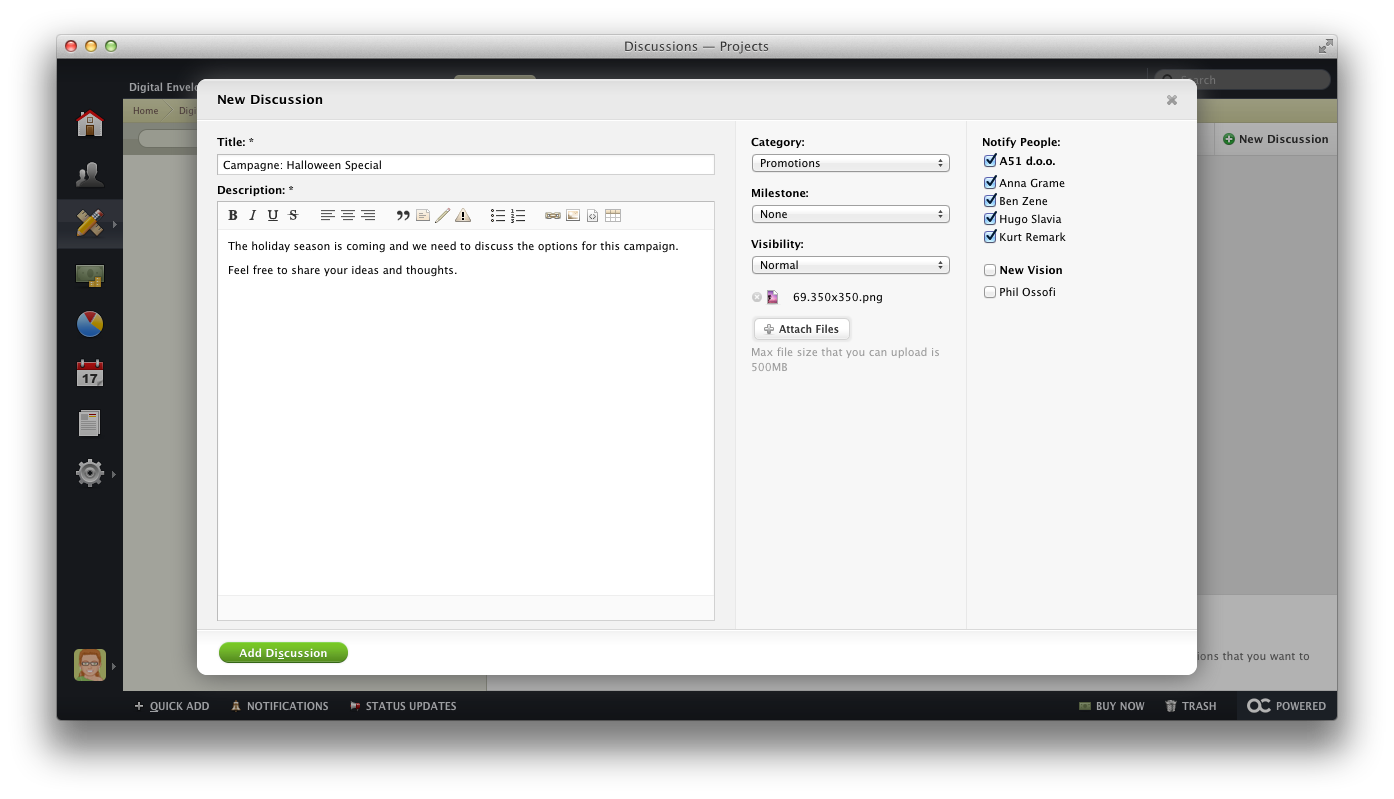 Discussions — Projects
Digital Envel
Search
Home
Digi
New Discussion
New Discussion
Title: *
Campagne: Halloween Special
Description: *
B I U S
The holiday season is coming and we need to discuss the options for this campaign.
Feel free to share your ideas and thoughts.
Category:
Promotions
Milestone:
None
Visibility:
Normal
69.350x350.png
Attach Files
Max file size that you can upload is
500MB
Notify People:
A51 d.o.o.
Anna Grame
Ben Zene
Hugo Slavia
Kurt Remark
New Vision
Phil Ossofi
17
ions that you want to
Add Discussion
QUICK ADD
NOTIFICATIONS
STATUS UPDATES
BUY NOW
TRASH
POWERED